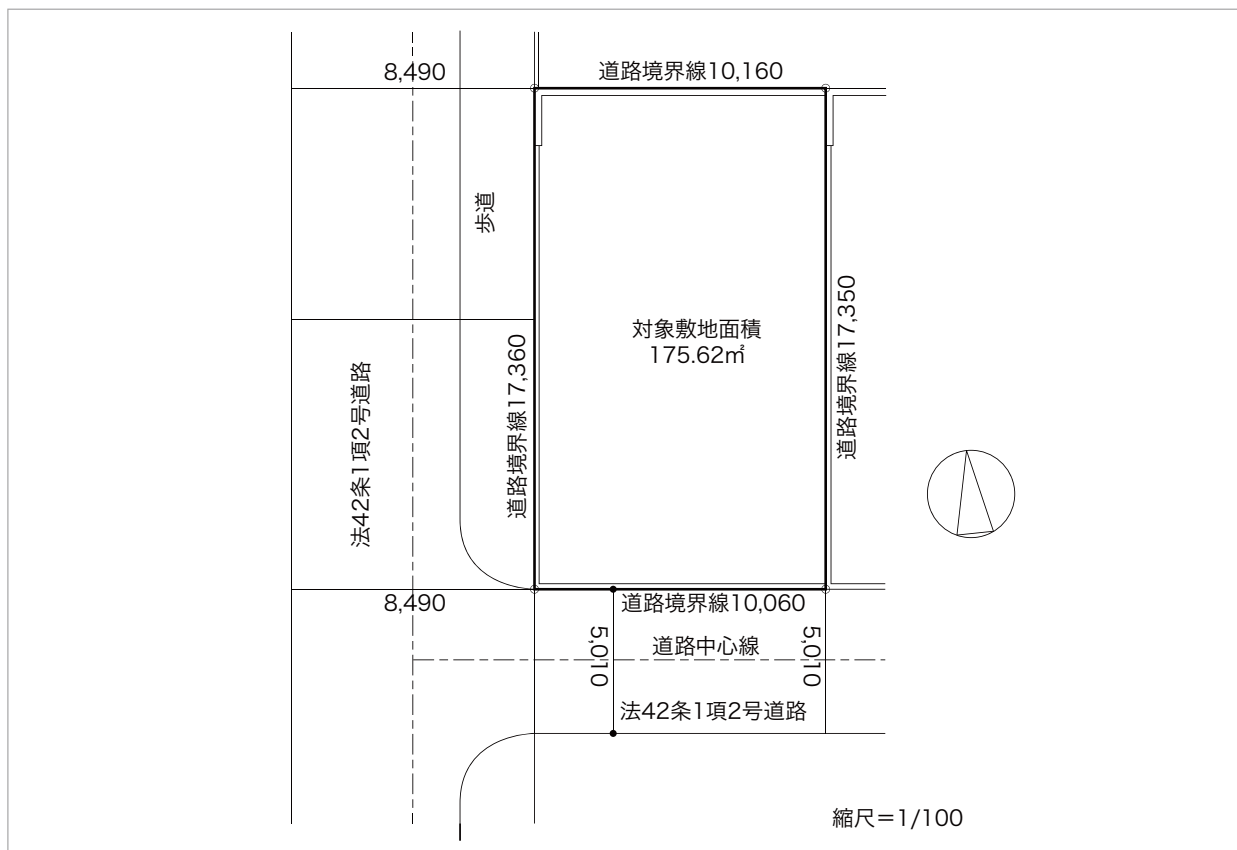 8,490
道路境界線10,160
歩道
対象敷地面積
175.62㎡
道路境界線17,350
道路境界線17,360
法42条1項2号道路
8,490
道路境界線10,060
5,010
道路中心線
5,010
法42条1項2号道路
縮尺=1/100